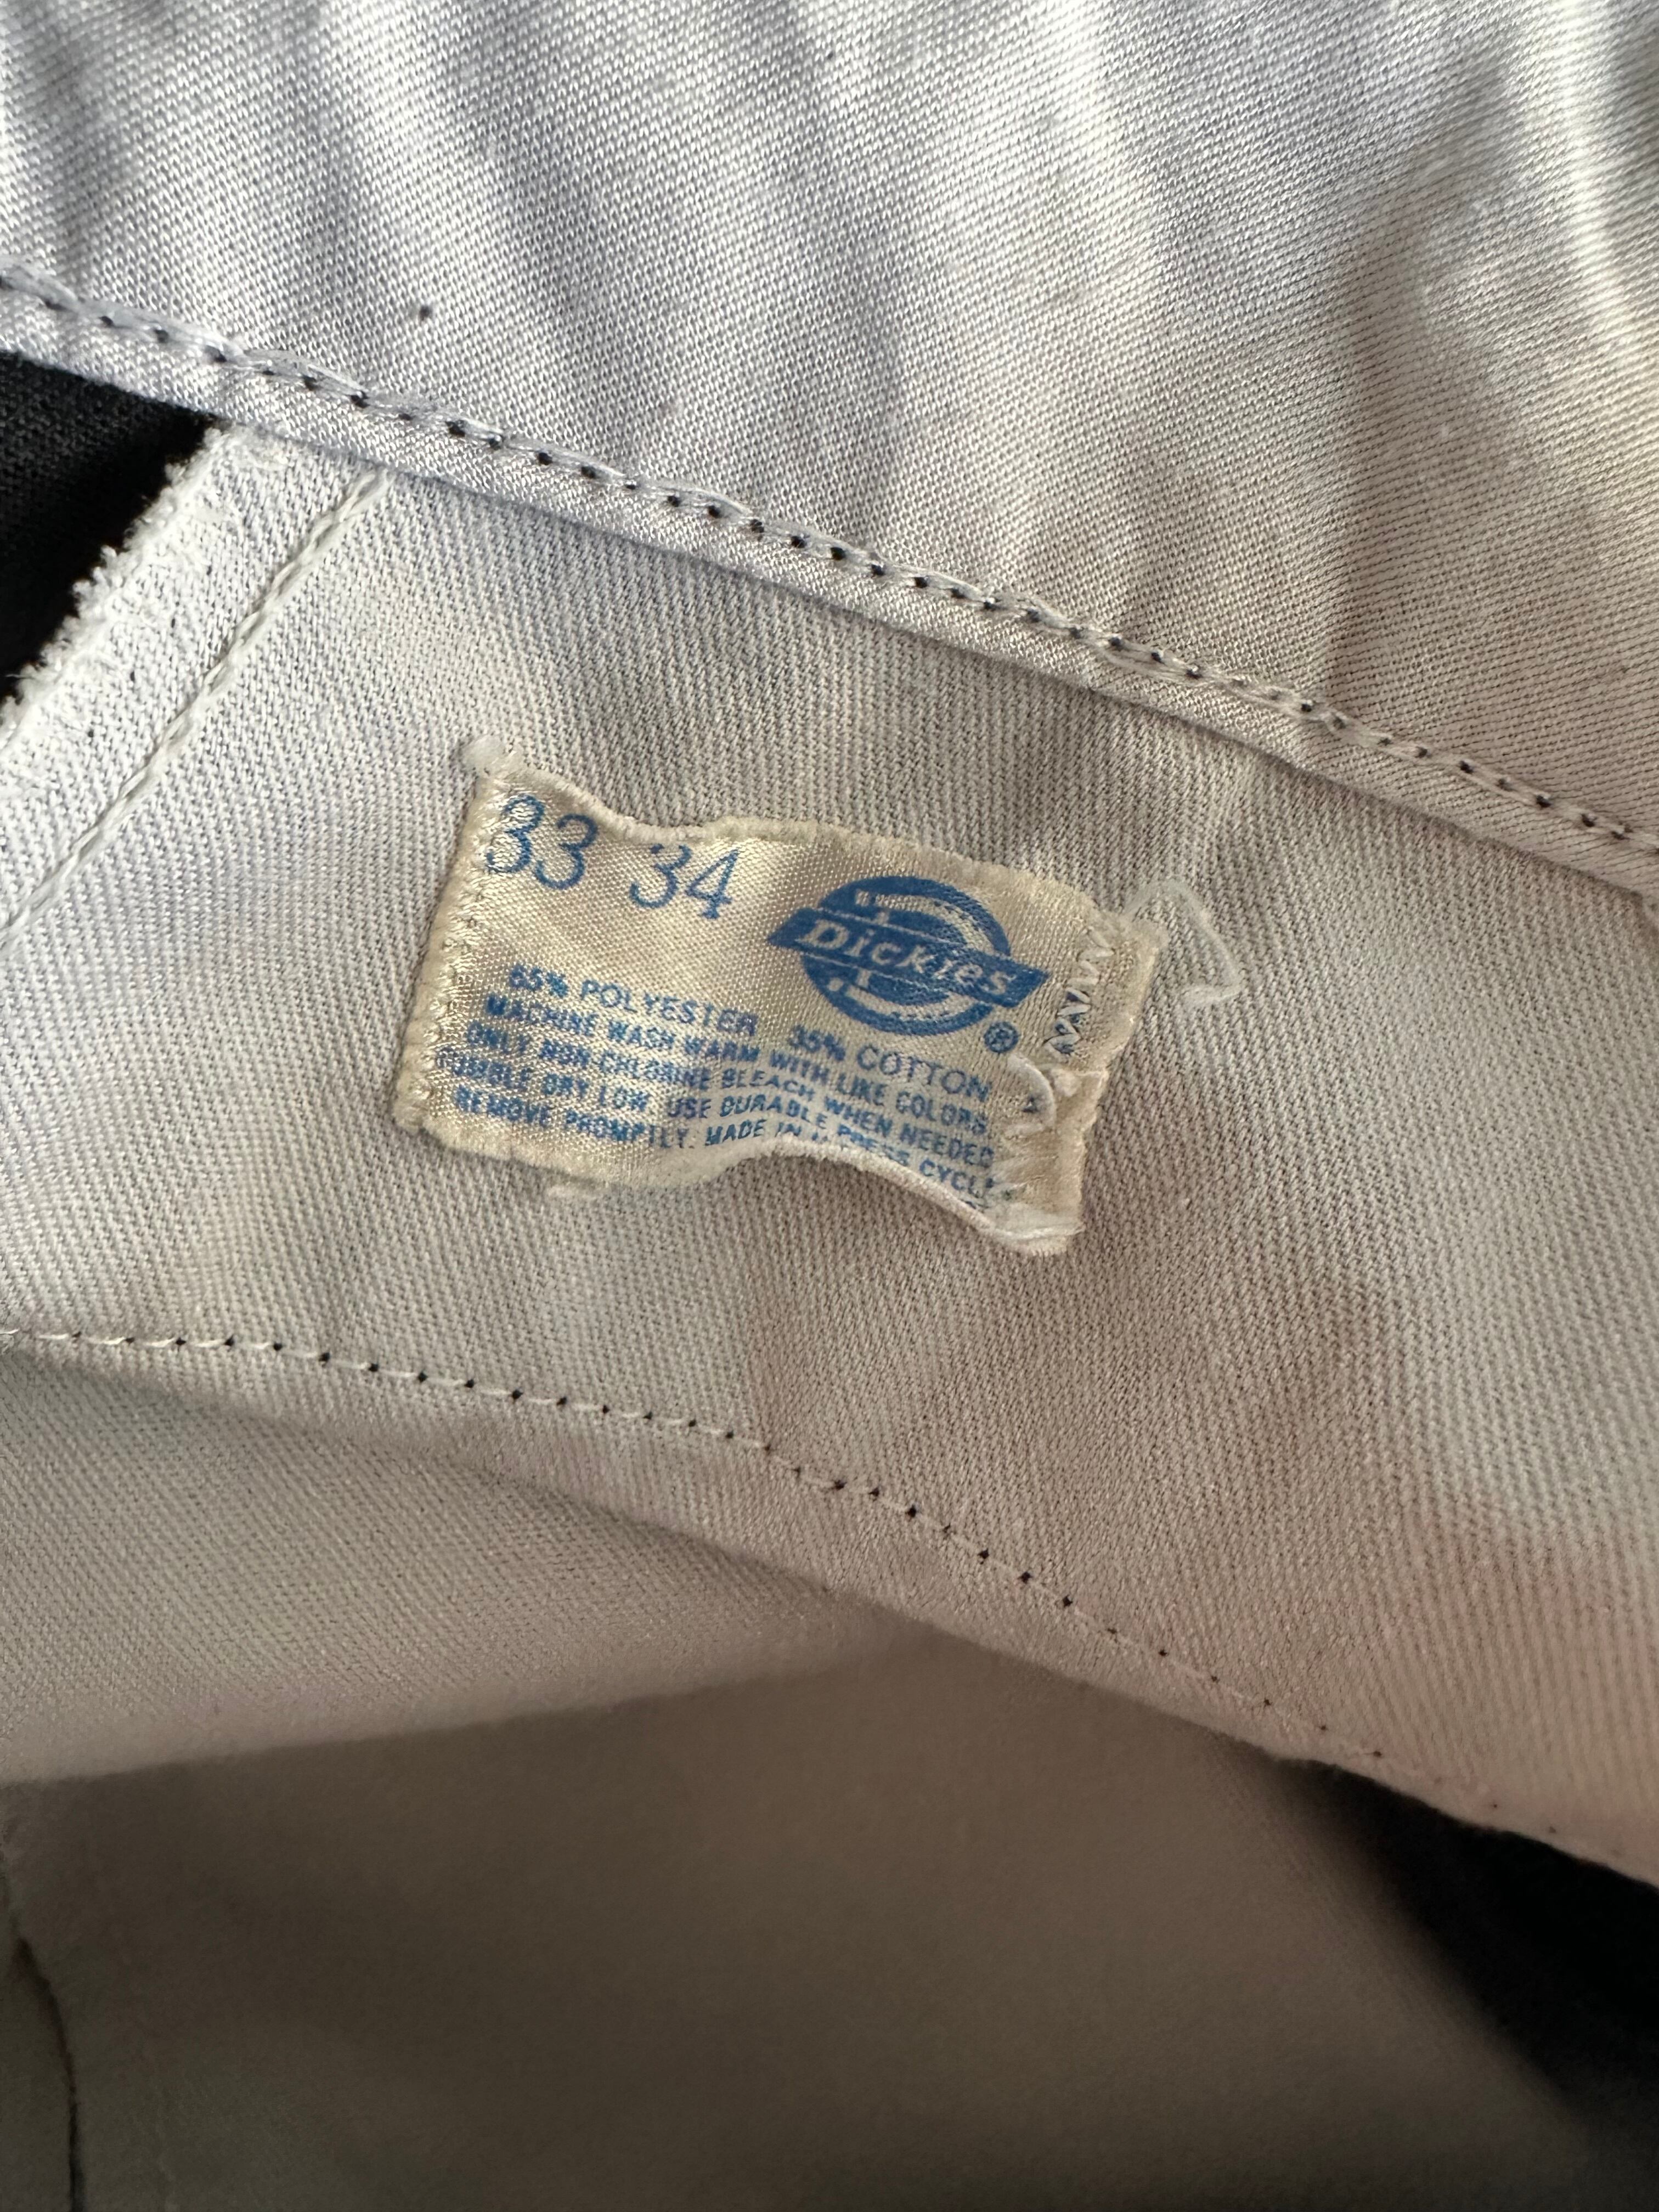 33 34
Dickies
®
65% POLYESTER 35% COTTON
MACHINE WASH WARM WITH LIKE COLORS.
ONLY NON-CHLORINE BLEACH WHEN NEEDED
TUMBLE DRY LOW. USE DURABLE PRESS CYCLE
REMOVE PROMPTLY. MADE IN